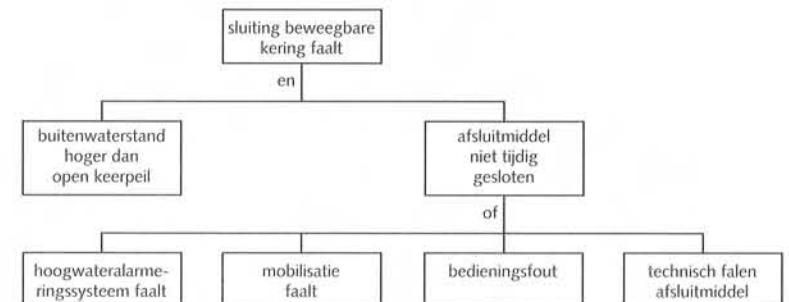 sluiting beweegbare
kering faalt
en
buitenwaterstand
hoger dan
open keerpeil
afsluitmiddel
niet tijdig
gesloten
of
hoogwateralarme-
ringssysteem faalt
mobilisatie
faalt
bedieningsfout
technisch falen
afsluitmiddel